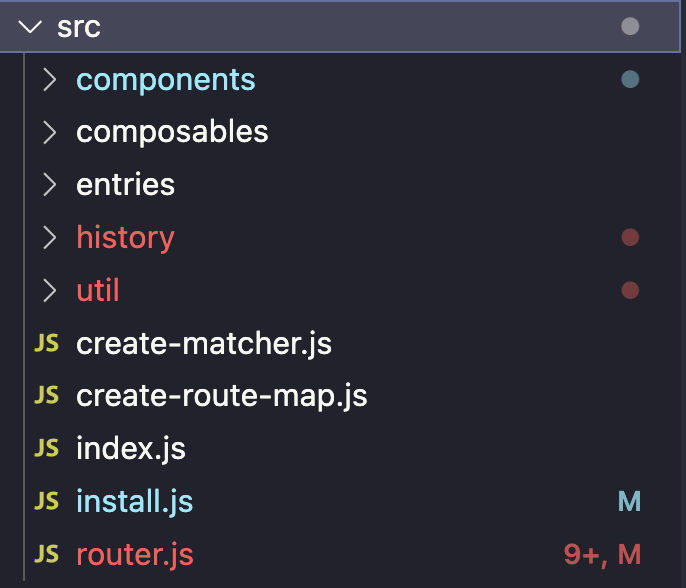 src
components
composables
entries
history
util
JS create-matcher.js
JS create-route-map.js
JS index.js
JS install.js M
JS router.js 9+, M